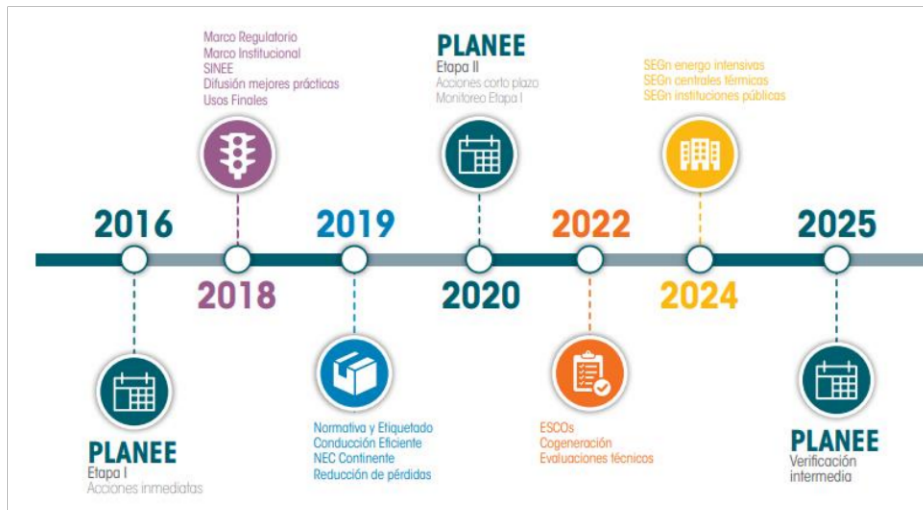 Marco Regulatorio
Marco Institucional
SINEE
Difusión mejores prácticas
Usos Finales
PLANEE
Etapa II
Acciones corto plazo
Monitoreo Etapa I
SEGn energo intensivas
SEGn centrales térmicas
SEGn instituciones públicas
2016
2019
2022
2025
2018
2020
2024
PLANEE
Etapa I
Acciones inmediatas
Normativa y Etiquetado
Conducción Eficiente
NEC Continente
Reducción de pérdidas
ESCOs
Cogeneración
Evaluaciones técnicos
PLANEE
Verificación
intermedia